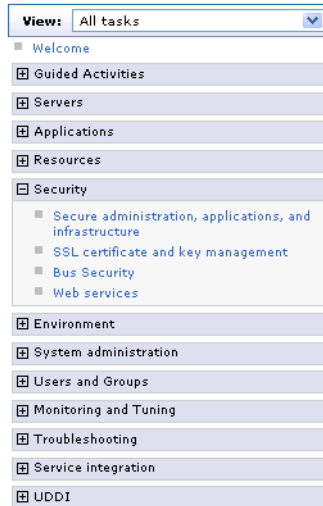 View: All tasks
Welcome
Guided Activities
Servers
Applications
Resources
Security
Secure administration, applications, and
infrastructure
SSL certificate and key management
Bus Security
Web services
Environment
System administration
Users and Groups
Monitoring and Tuning
Troubleshooting
Service integration
UDDI